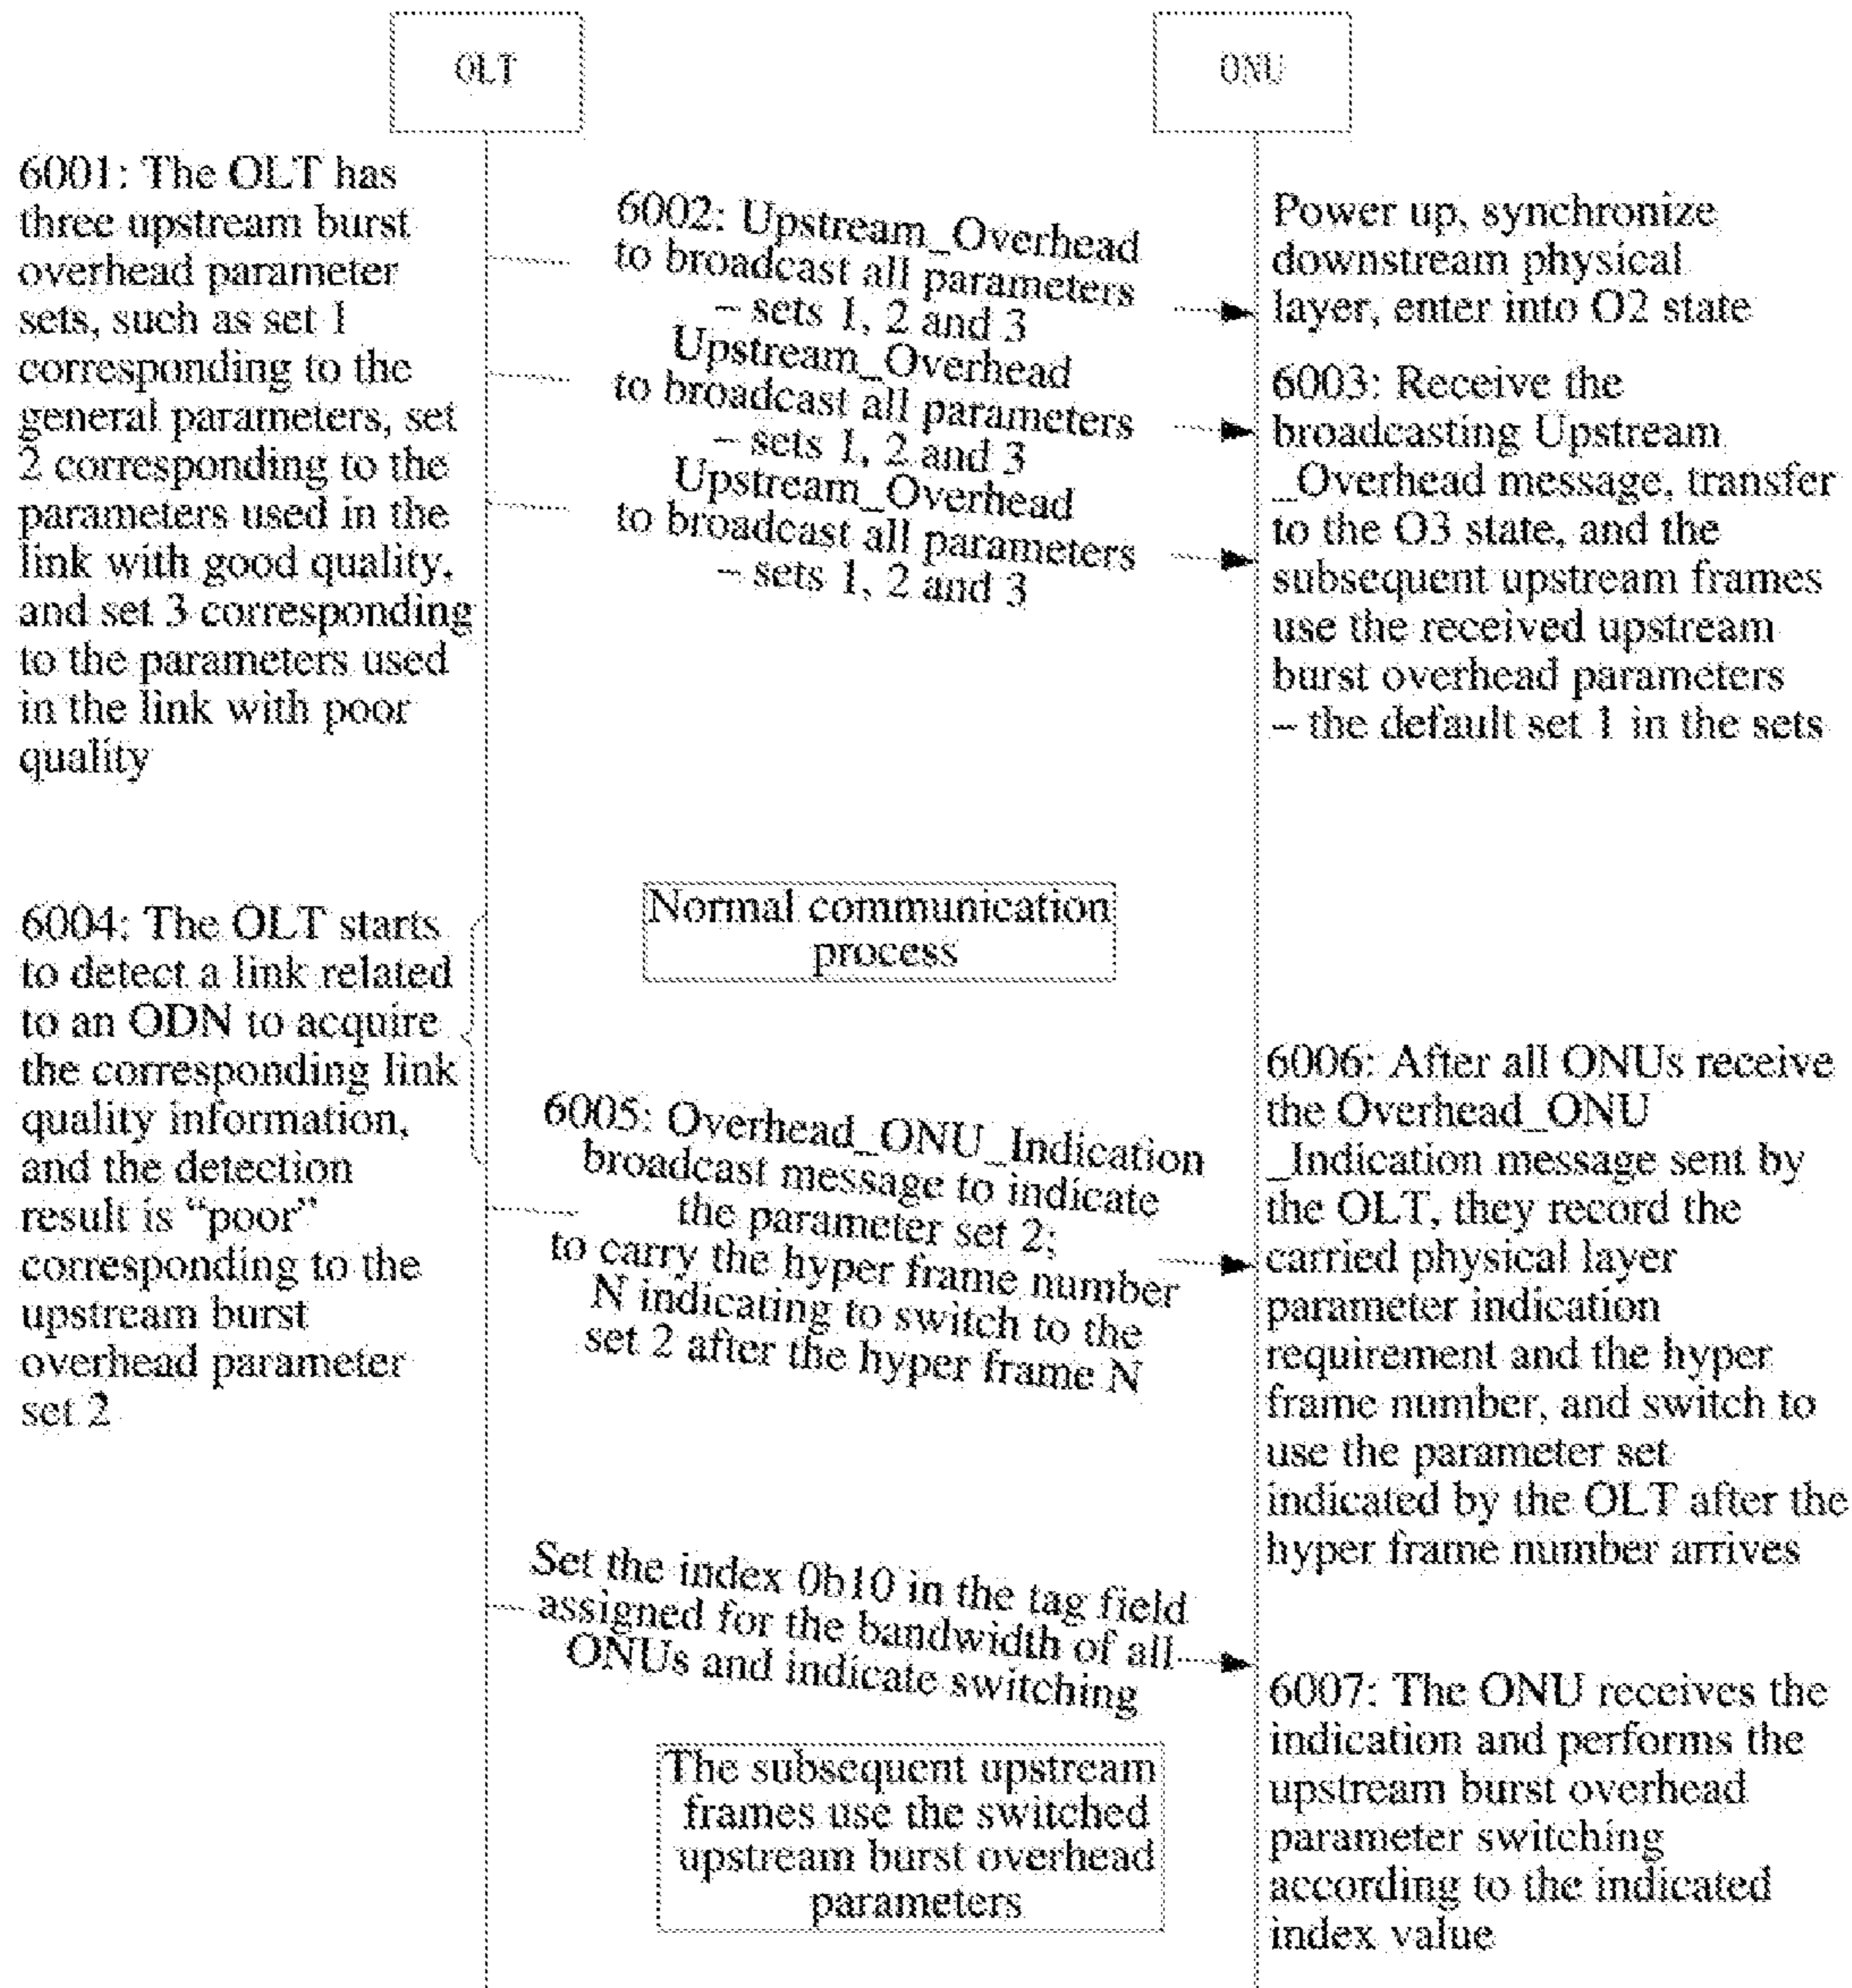 OLT
ONU
6001: The OLT has
three upstream burst
overhead parameter
sets, such as set 1
corresponding to the
general parameters, set
2 corresponding to the
parameters used in the
link with good quality,
and set 3 corresponding
to the parameters used
in the link with poor
quality
6002: Upstream_Overhead
to broadcast all parameters
– sets 1, 2 and 3
Upstream_Overhead
to broadcast all parameters
– sets 1, 2 and 3
Upstream_Overhead
to broadcast all parameters
– sets 1, 2 and 3
Power up, synchronize
downstream physical
layer, enter into O2 state
6003: Receive the
broadcasting Upstream
_Overhead message, transfer
to the O3 state, and the
subsequent upstream frames
use the received upstream
burst overhead parameters
– the default set 1 in the sets
Normal communication
process
6004: The OLT starts
to detect a link related
to an ODN to acquire
the corresponding link
quality information,
and the detection
result is “poor”
corresponding to the
upstream burst
overhead parameter
set 2
6005: Overhead_ONU_Indication
broadcast message to indicate
the parameter set 2;
to carry the hyper frame number
N indicating to switch to the
set 2 after the hyper frame N
6006: After all ONUs receive
the Overhead_ONU
_Indication message sent by
the OLT, they record the
carried physical layer
parameter indication
requirement and the hyper
frame number, and switch to
use the parameter set
indicated by the OLT after the
hyper frame number arrives
Set the index 0b10 in the tag field
assigned for the bandwidth of all
ONUs and indicate switching
6007: The ONU receives the
indication and performs the
upstream burst overhead
parameter switching
according to the indicated
index value
The subsequent upstream
frames use the switched
upstream burst overhead
parameters